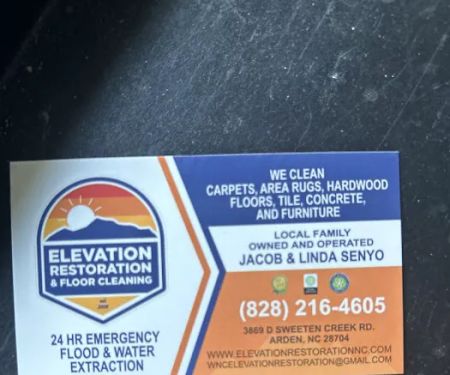 ELEVATION
RESTORATION
& FLOOR CLEANING
24 HR EMERGENCY
FLOOD & WATER
EXTRACTION
WE CLEAN
CARPETS, AREA RUGS, HARDWOOD
FLOORS, TILE, CONCRETE,
AND FURNITURE
LOCAL FAMILY
OWNED AND OPERATED
JACOB & LINDA SENYO
(828) 216-4605
3869 D SWEETEN CREEK RD.
ARDEN, NC 28704
WWW.ELEVATIONRESTORATIONNC.COM
WNCELEVATIONRESTORATION@GMAIL.COM